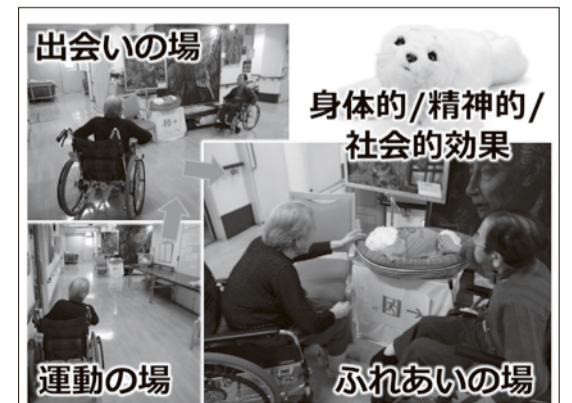 出会いの場
身体的/精神的/
社会的効果
運動の場
ふれあいの場